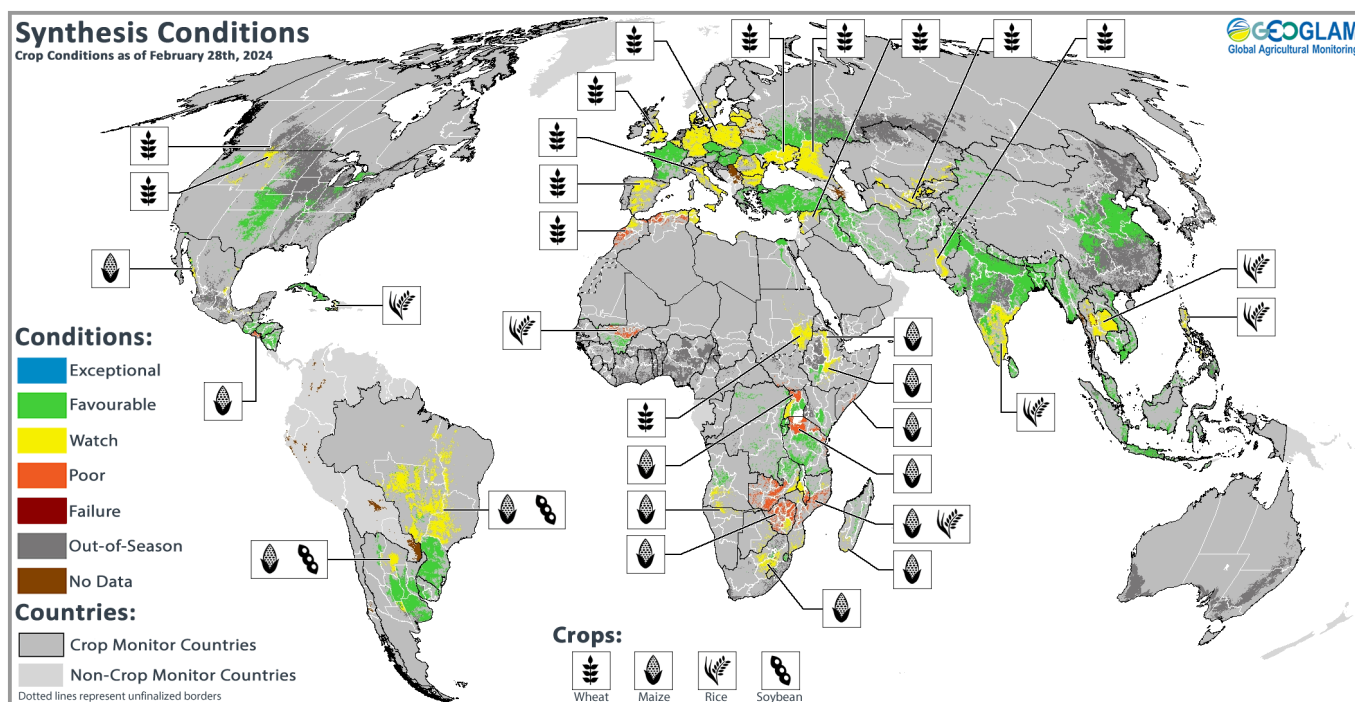 Synthesis Conditions
Crop Conditions as of February 28th, 2024
GEOGLAM
Global Agricultural Monitoring
Conditions:
Exceptional
Favourable
Watch
Poor
Failure
Out-of-Season
No Data
Countries:
Crop Monitor Countries
Non-Crop Monitor Countries
Dotted lines represent unfinalized borders
Crops:
Wheat Maize Rice Soybean